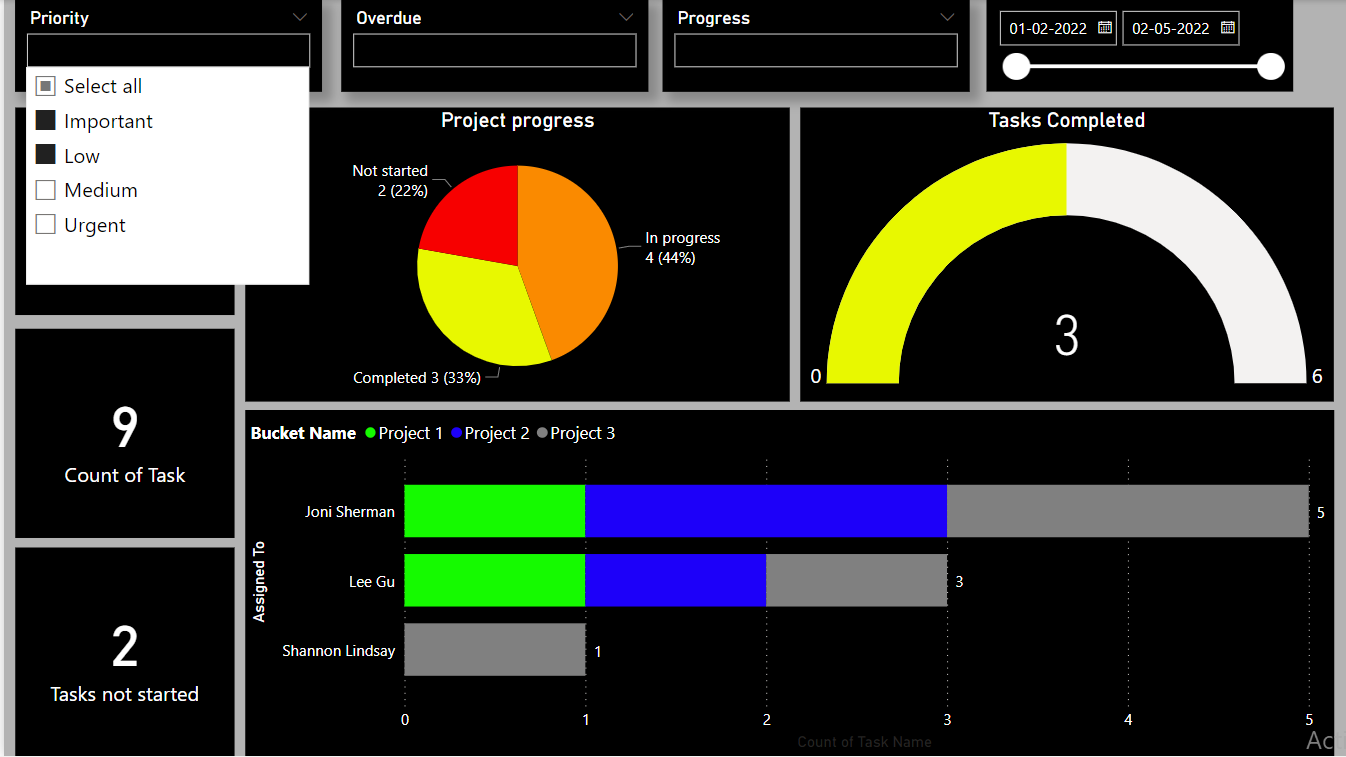 Priority
Overdue
Progress
01-02-2022
02-05-2022
Select all
Important
Low
Medium
Urgent
Project progress
Not started
2 (22%)
In progress
4 (44%)
Completed 3 (33%)
Tasks Completed
3
0
6
9
Count of Task
2
Tasks not started
Bucket Name Project 1 Project 2 Project 3
Assigned To
Joni Sherman
5
Lee Gu
3
Shannon Lindsay
1
0 1 2 3 4 5
Count of Task Name